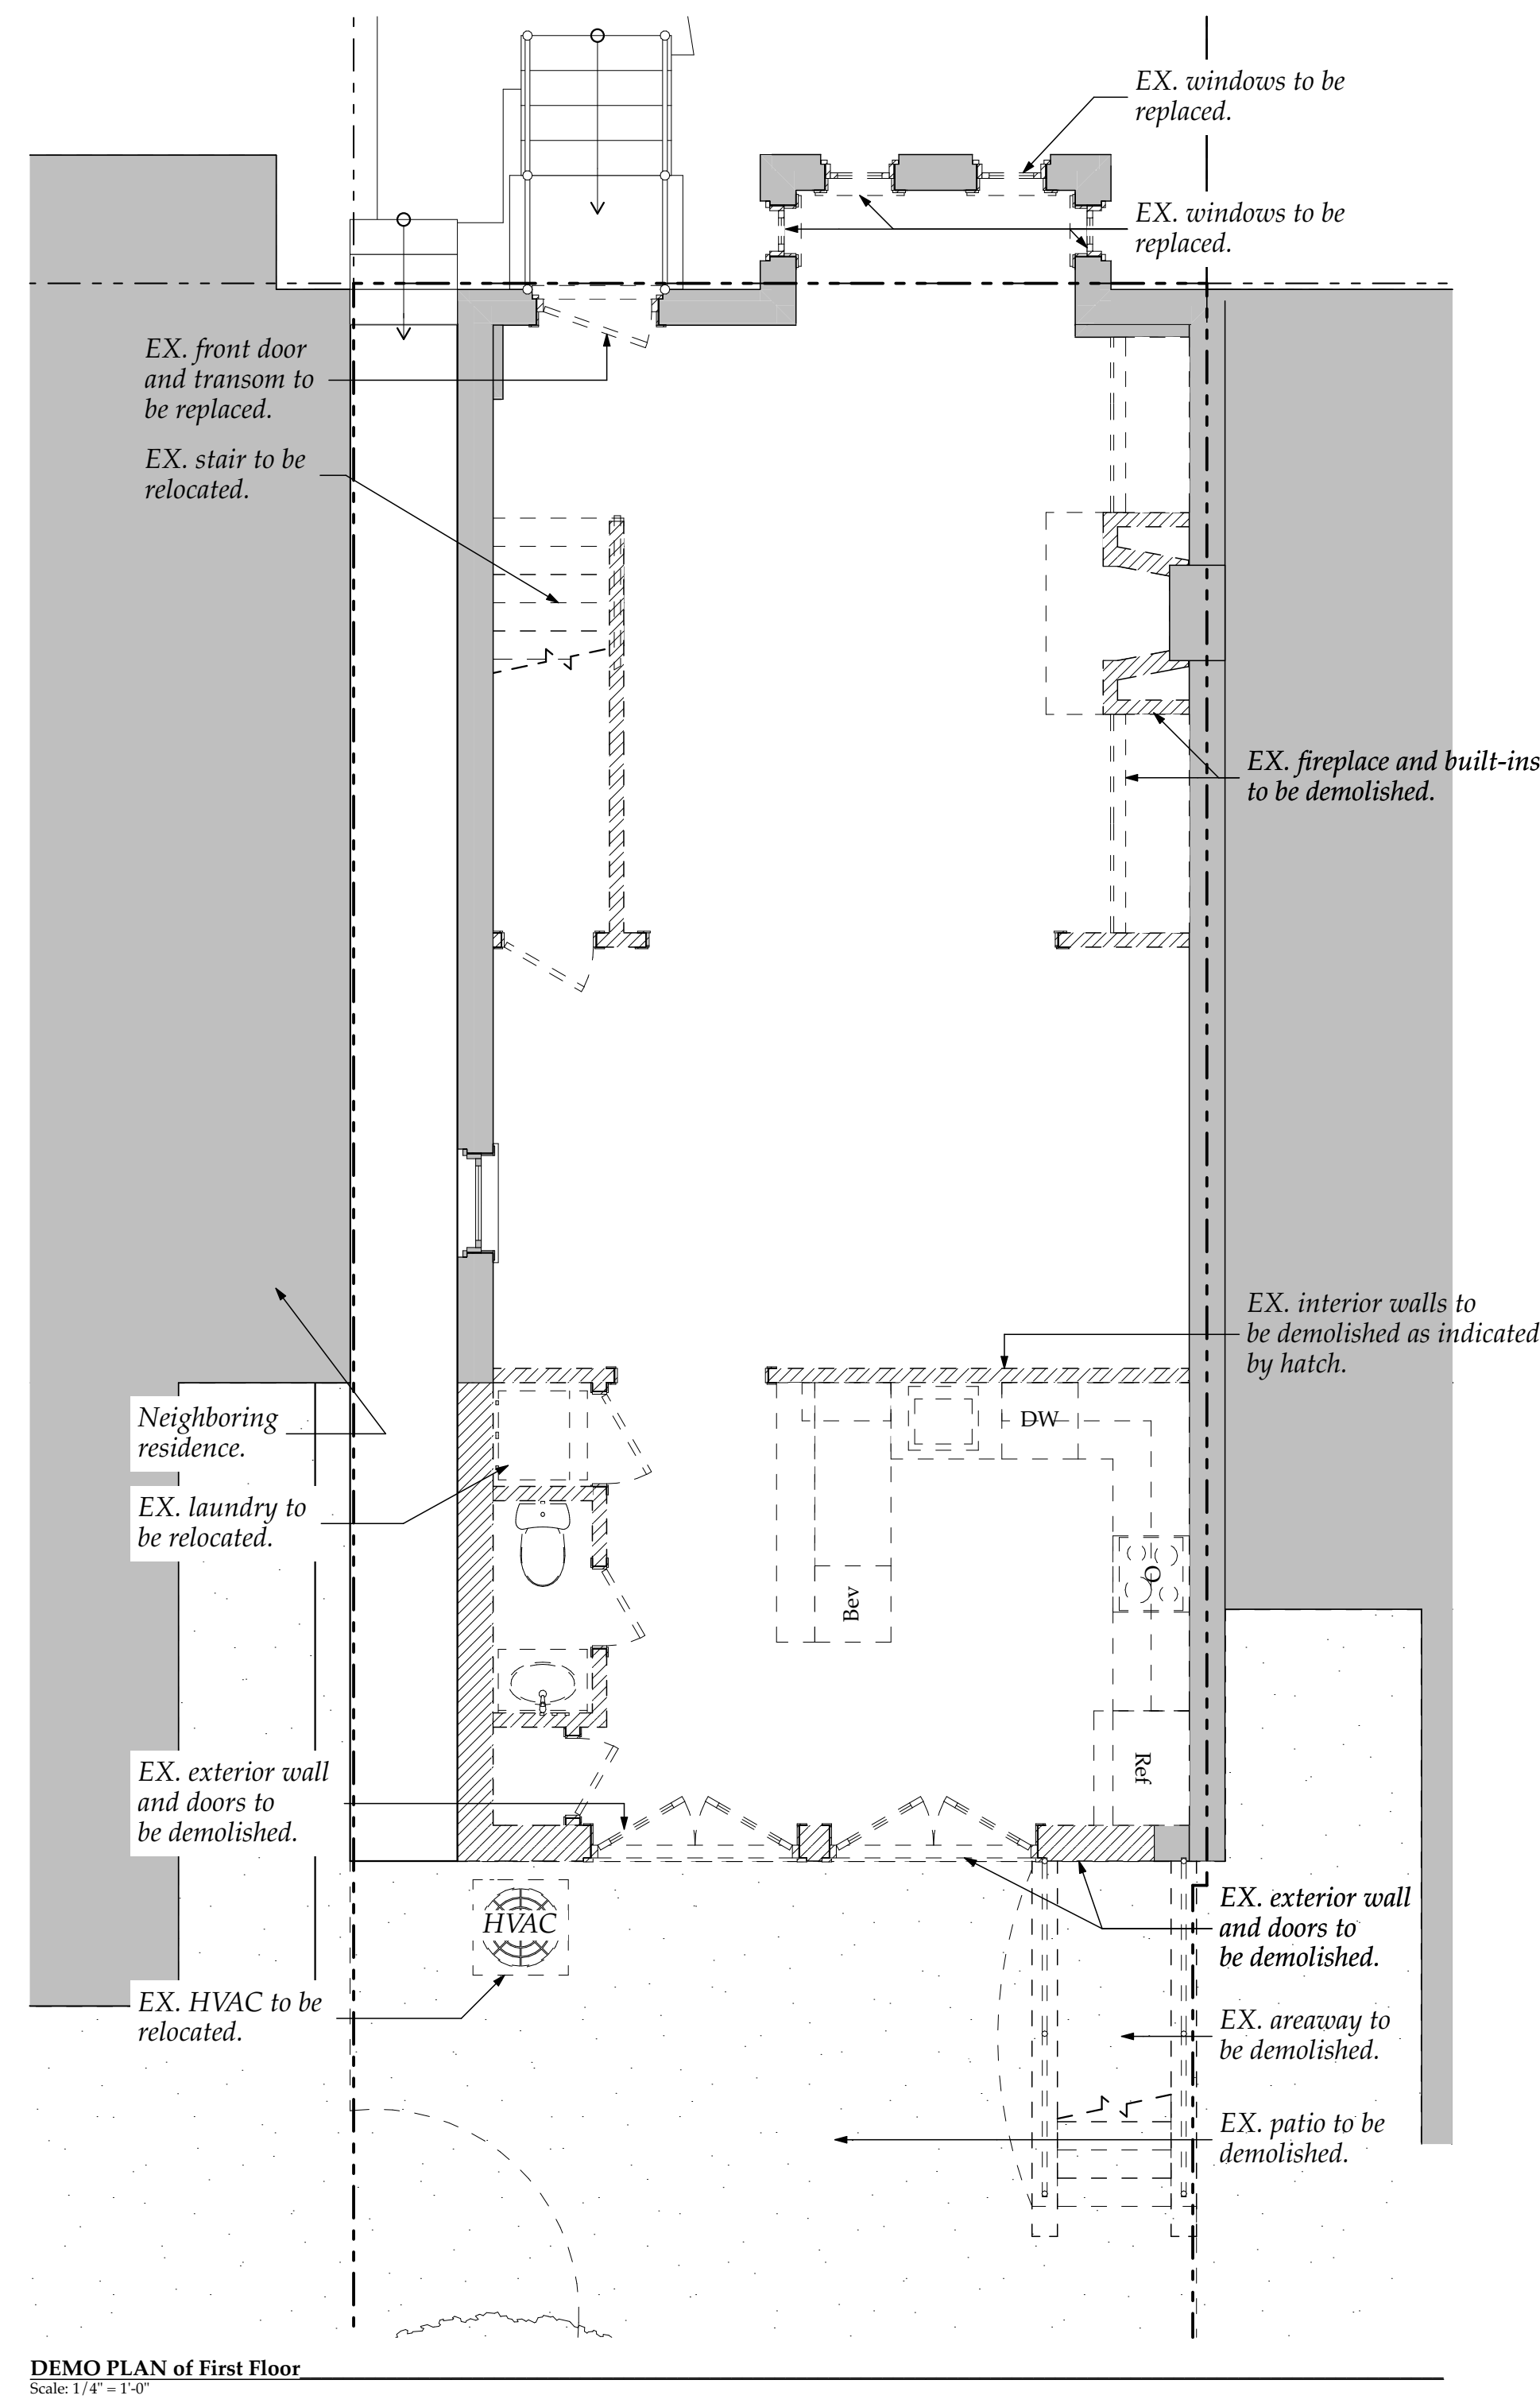 EX. windows to be
replaced.
EX. windows to be
replaced.
EX. front door
and transom to
be replaced.
EX. stair to be
relocated.
EX. fireplace and built-ins
to be demolished.
EX. interior walls to
be demolished as indicated
by hatch.
Neighboring
residence.
DW
EX. laundry to
be relocated.
O
Bev
Ref
EX. exterior wall
and doors to
be demolished.
HVAC
EX. exterior wall
and doors to
be demolished.
EX. HVAC to be
relocated.
EX. areaway to
be demolished.
EX. patio to be
demolished.
DEMO PLAN of First Floor
Scale: 1/4" = 1'-0"